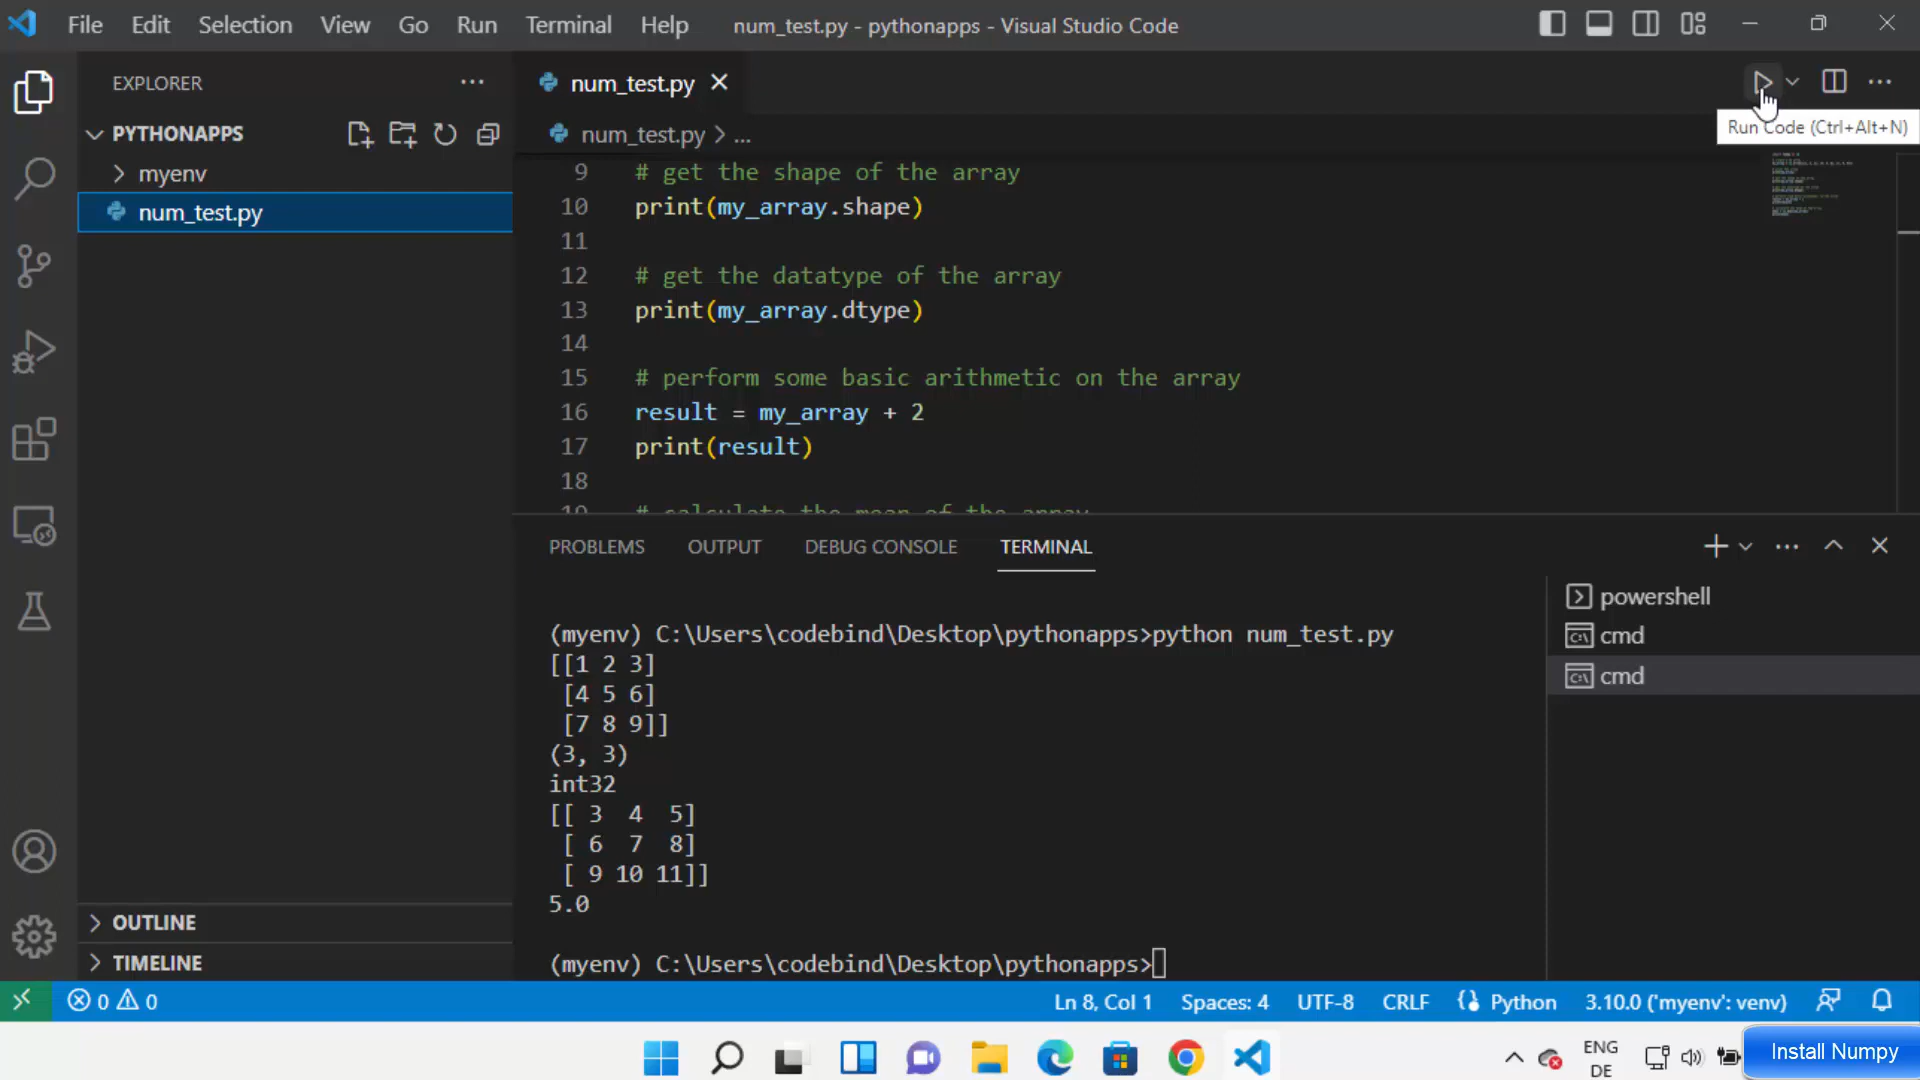 File Edit Selection View Go Run Terminal Help num_test.py - pythonapps - Visual Studio Code
EXPLORER
num_test.py
Run Code (Ctrl+Alt+N)
PYTHONAPPS
num_test.py > ...
myenv
num_test.py
9 # get the shape of the array
10 print(my_array.shape)
11
12 # get the datatype of the array
13 print(my_array.dtype)
14
15 # perform some basic arithmetic on the array
16 result = my_array + 2
17 print(result)
18
19 # calculate the mean of the array
PROBLEMS OUTPUT DEBUG CONSOLE TERMINAL
powershell
cmd
cmd
(myenv) C:\Users\codebind\Desktop\pythonapps>python num_test.py
[[1 2 3]
[4 5 6]
[7 8 9]]
(3, 3)
int32
[[ 3 4 5]
[ 6 7 8]
[ 9 10 11]]
5.0
(myenv) C:\Users\codebind\Desktop\pythonapps>
OUTLINE
TIMELINE
0 0 Ln 8, Col 1 Spaces: 4 UTF-8 CRLF Python 3.10.0 ('myenv': venv)
ENG
DE
Install Numpy